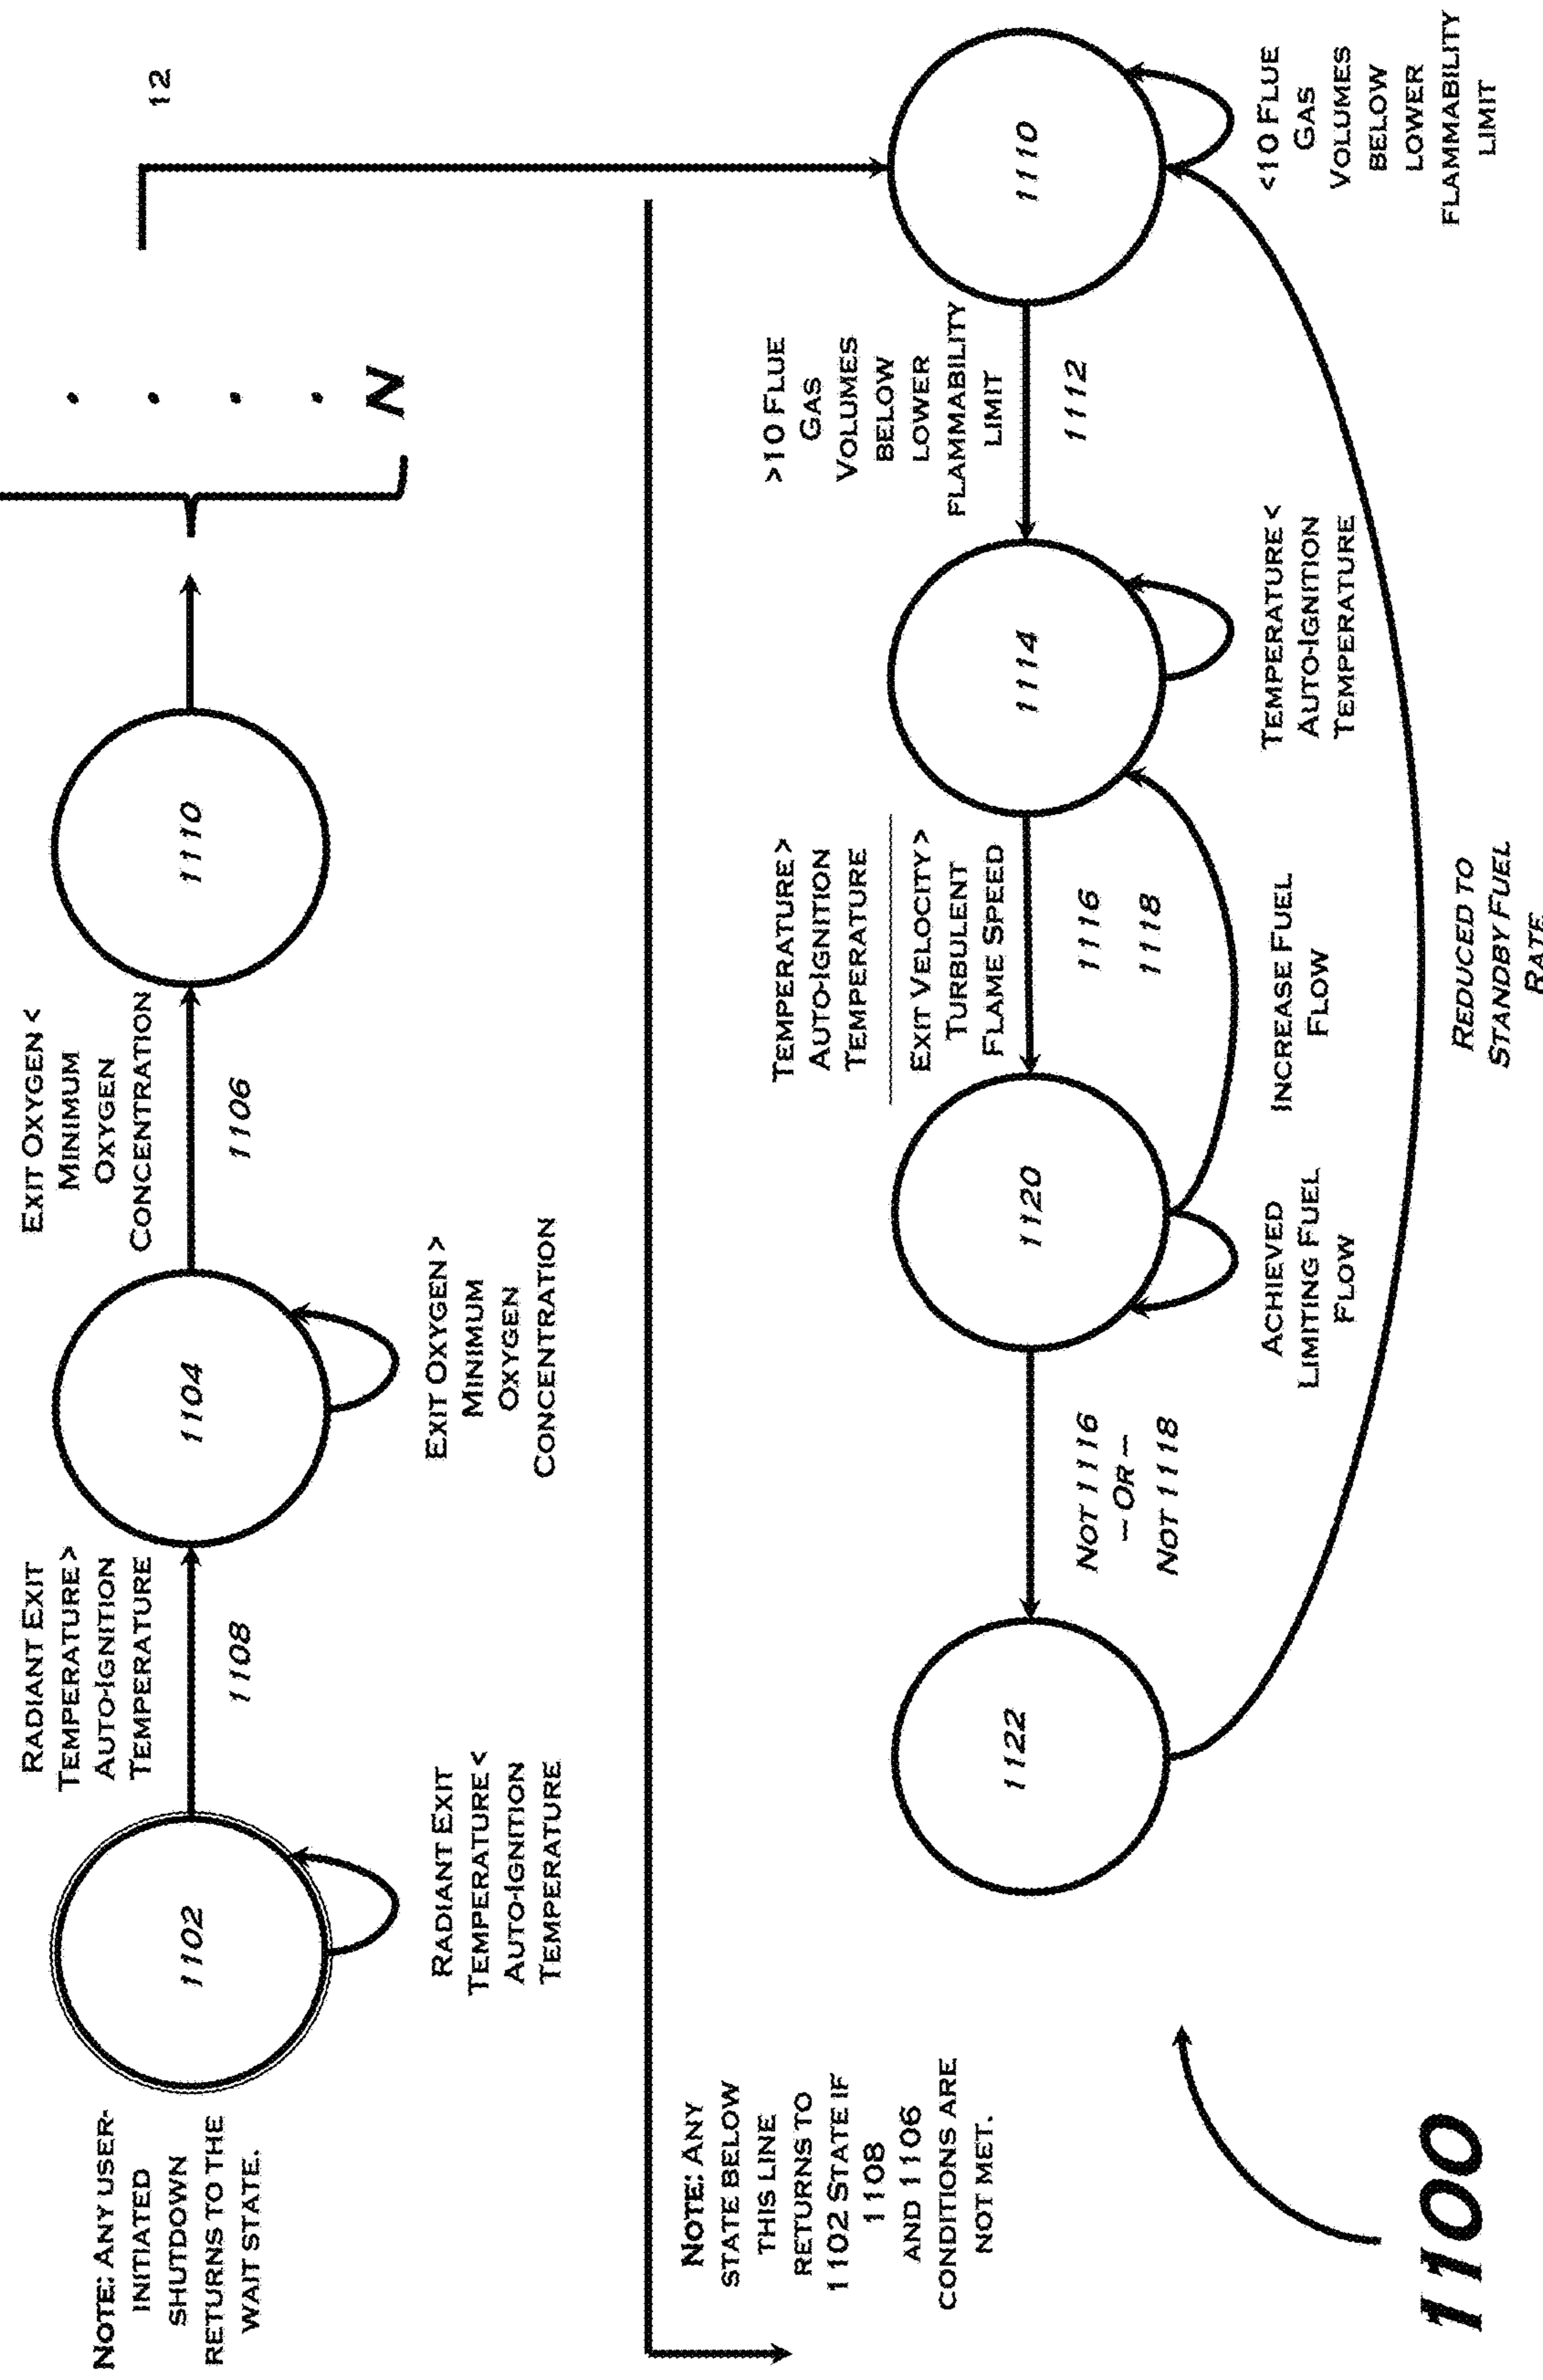 NOTE: ANY USER-
INITIATED
SHUTDOWN
RETURNS TO THE
WAIT STATE.
1102
RADIANT EXIT
TEMPERATURE <
AUTO-IGNITION
TEMPERATURE
RADIANT EXIT
TEMPERATURE >
AUTO-IGNITION
TEMPERATURE
1108
1104
EXIT OXYGEN >
MINIMUM
OXYGEN
CONCENTRATION
EXIT OXYGEN <
MINIMUM
OXYGEN
CONCENTRATION
1106
1110
N
12
NOTE: ANY
STATE BELOW
THIS LINE
RETURNS TO
1102 STATE IF
1108
AND 1106
CONDITIONS ARE
NOT MET.
1122
NOT 1116
– OR –
NOT 1118
1120
ACHIEVED
LIMITING FUEL
FLOW
TEMPERATURE >
AUTO-IGNITION
TEMPERATURE
EXIT VELOCITY >
TURBULENT
FLAME SPEED
1116
1118
INCREASE FUEL
FLOW
1114
TEMPERATURE <
AUTO-IGNITION
TEMPERATURE
>10 FLUE
GAS
VOLUMES
BELOW
LOWER
FLAMMABILITY
LIMIT
1112
1110
<10 FLUE
GAS
VOLUMES
BELOW
LOWER
FLAMMABILITY
LIMIT
REDUCED TO
STANDBY FUEL
RATE
1100